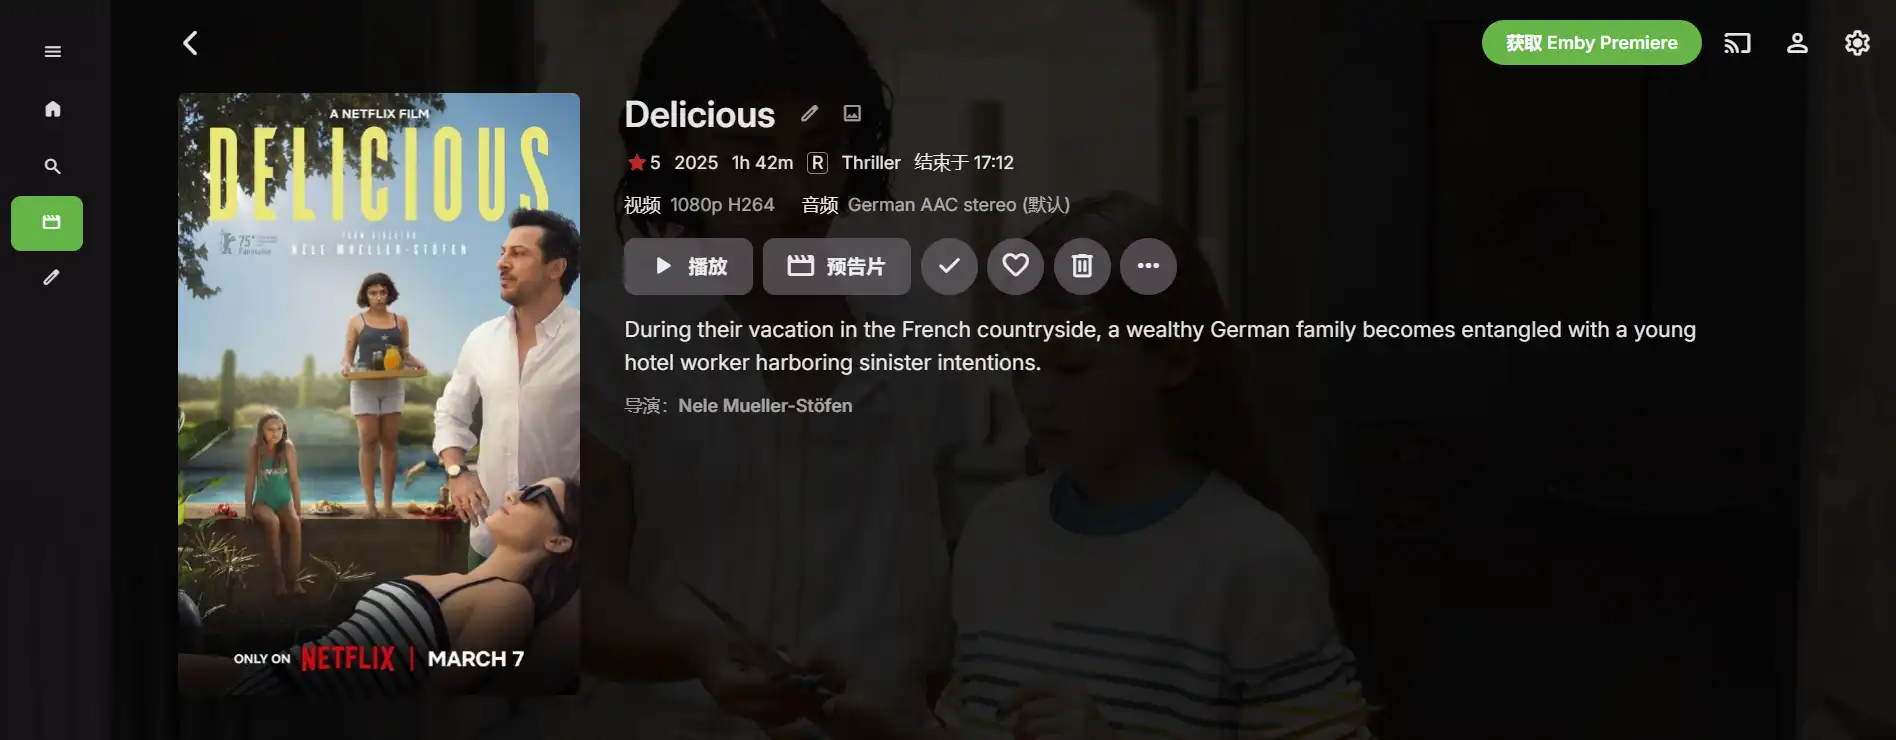 获取 Emby Premiere
A NETFLIX FILM
DELICIOUS
75
FROM DIRECTOR
NELE MUELLER-STÖFEN
ONLY ON NETFLIX | MARCH 7
Delicious
5 2025 1h 42m R Thriller 结束于 17:12
视频 1080p H264 音频 German AAC stereo (默认)
播放 预告片
During their vacation in the French countryside, a wealthy German family becomes entangled with a young
hotel worker harboring sinister intentions.
导演: Nele Mueller-Stöfen